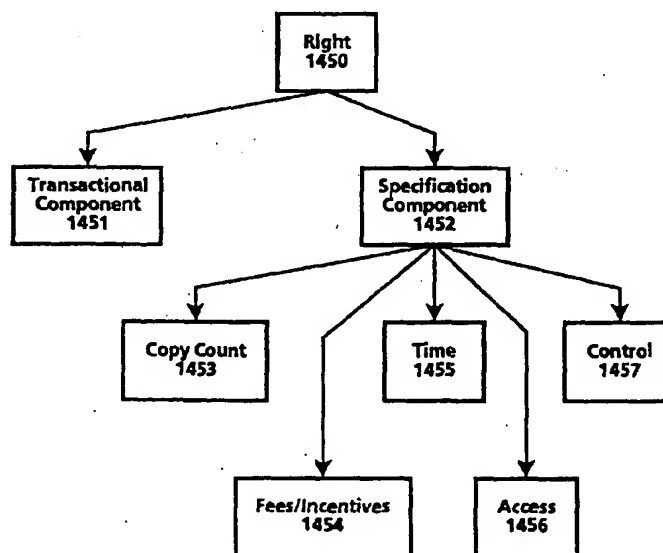 Right
1450
Transactional
Component
1451
Specification
Component
1452
Copy Count
1453
Time
1455
Control
1457
Fees/Incentives
1454
Access
1456